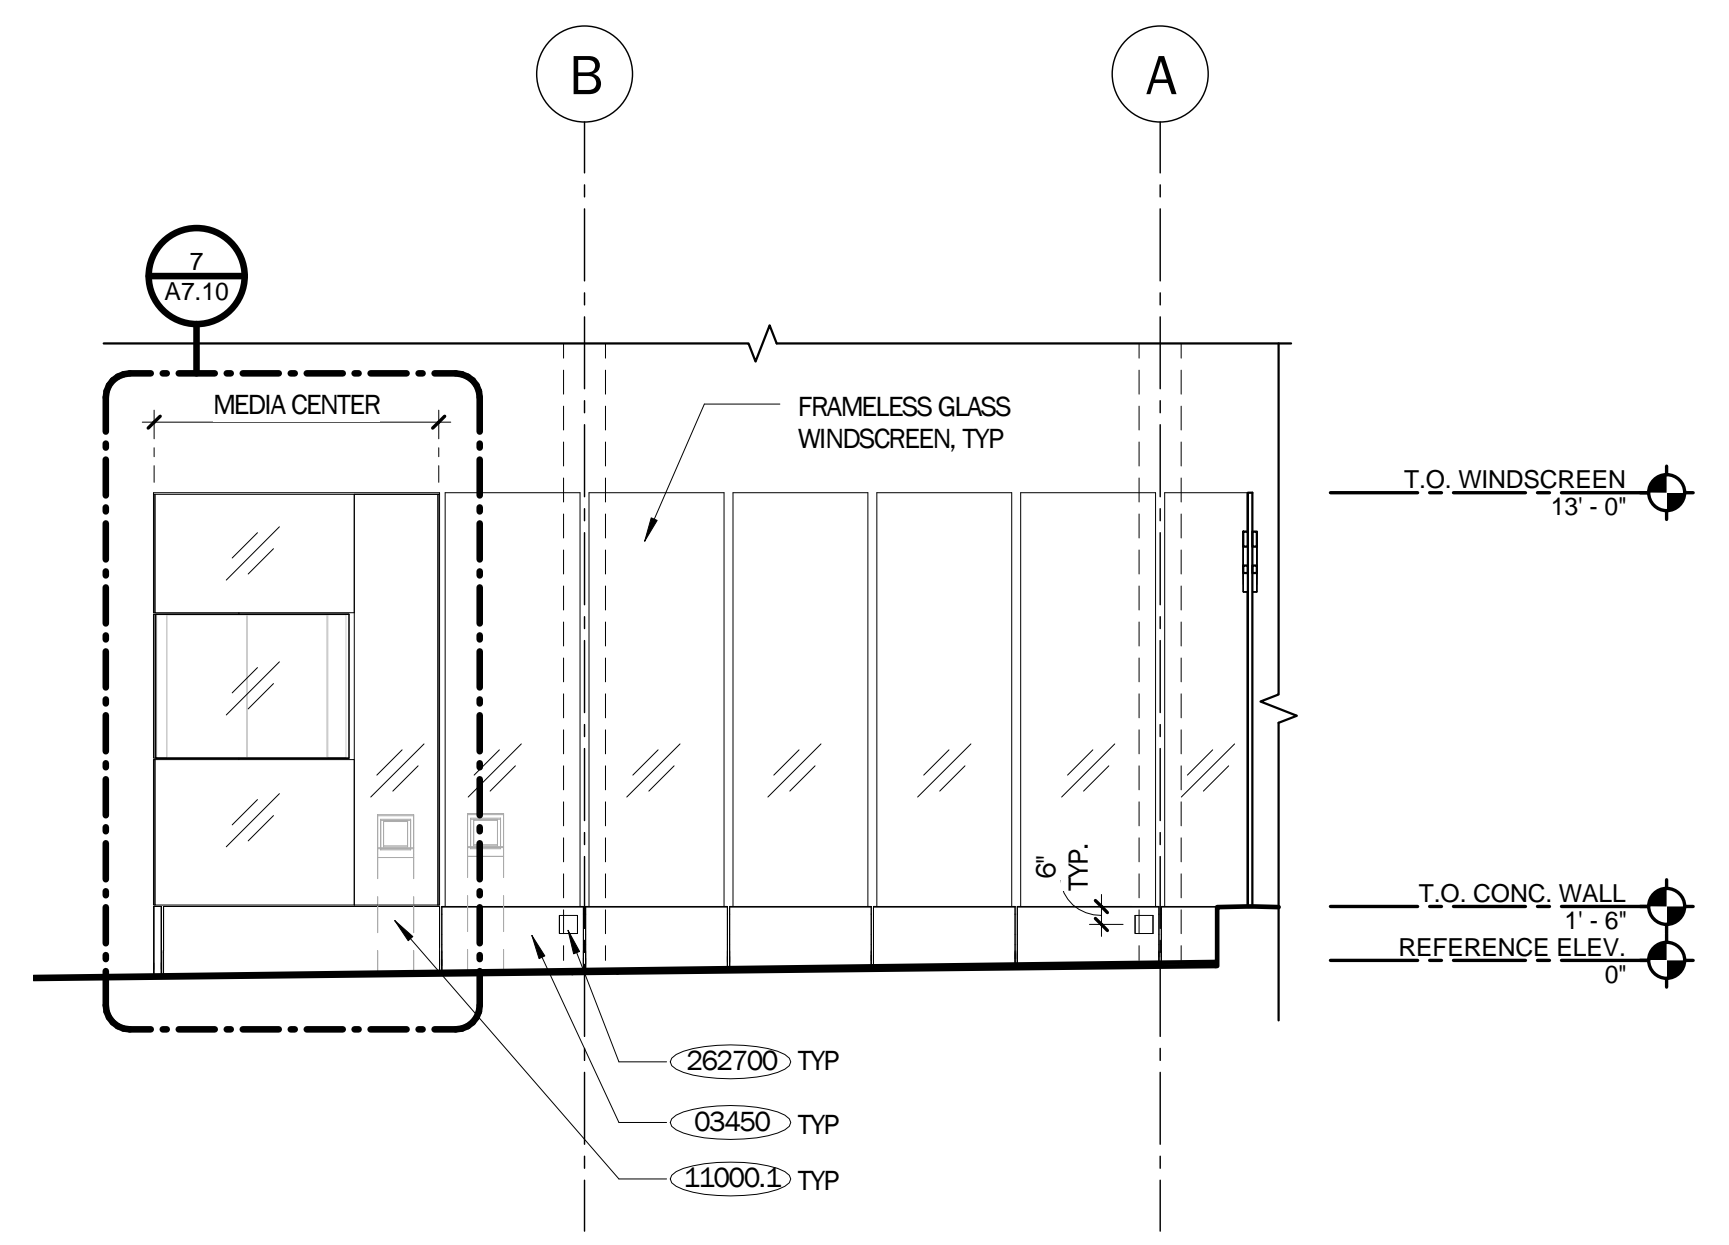 B
A
7
A7.10
MEDIA CENTER
FRAMELESS GLASS
WINDSCREEN, TYP
T.O. WINDSCREEN
13' - 0"
6"
TYP.
T.O. CONC. WALL
1' - 6"
REFERENCE ELEV.
0"
262700 TYP
03450 TYP
11000.1 TYP